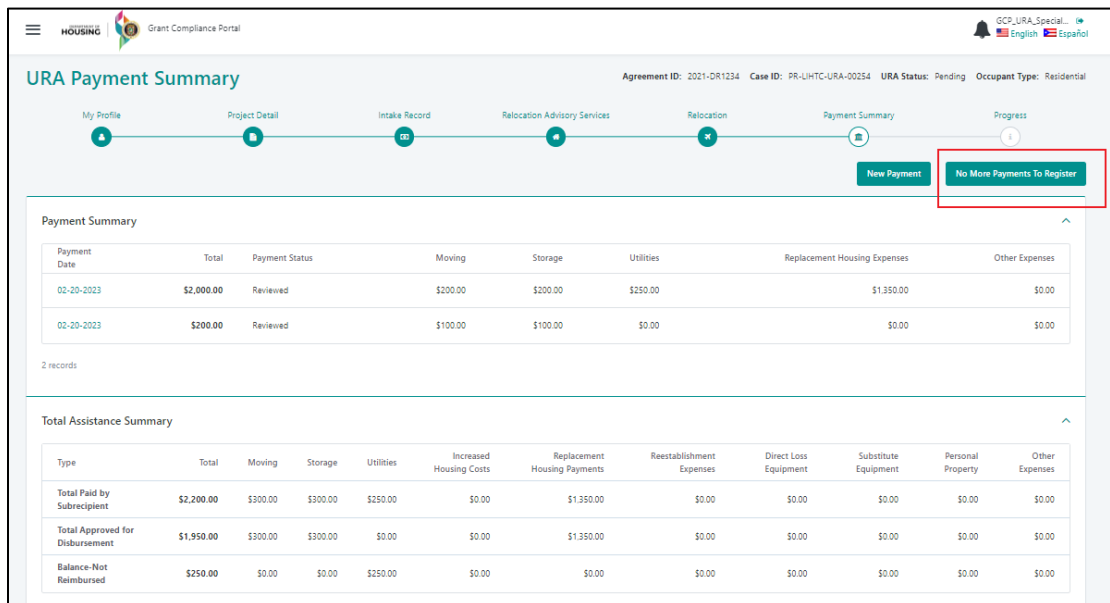 DEPARTMENT OF
HOUSING
Grant Compliance Portal
GCP_URA_Special...
English Español
URA Payment Summary
Agreement ID: 2021-DR1234 Case ID: PR-LIHTC-URA-00254 URA Status: Pending Occupant Type: Residential
My Profile Project Detail Intake Record Relocation Advisory Services Relocation Payment Summary Progress
New Payment No More Payments To Register
Payment Summary
Payment Date Total Payment Status Moving Storage Utilities Replacement Housing Expenses Other Expenses
02-20-2023 $2,000.00 Reviewed $200.00 $200.00 $250.00 $1,350.00 $0.00
02-20-2023 $200.00 Reviewed $100.00 $100.00 $0.00 $0.00 $0.00
2 records
Total Assistance Summary
Type Total Moving Storage Utilities Increased Housing Costs Replacement Housing Payments Reestablishment Expenses Direct Loss Equipment Substitute Equipment Personal Property Other Expenses
Total Paid by Subrecipient $2,200.00 $300.00 $300.00 $250.00 $0.00 $1,350.00 $0.00 $0.00 $0.00 $0.00 $0.00
Total Approved for Disbursement $1,950.00 $300.00 $300.00 $0.00 $0.00 $1,350.00 $0.00 $0.00 $0.00 $0.00 $0.00
Balance-Not Reimbursed $250.00 $0.00 $0.00 $250.00 $0.00 $0.00 $0.00 $0.00 $0.00 $0.00 $0.00